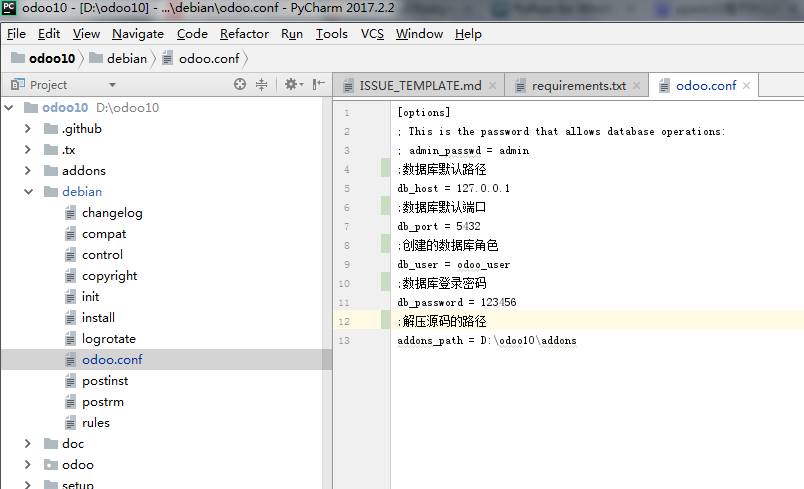 odoo10 - [D:\odoo10] - ...\debian\odoo.conf - PyCharm 2017.2.2
File Edit View Navigate Code Refactor Run Tools VCS Window Help
odoo10 debian odoo.conf
Project
ISSUE_TEMPLATE.md requirements.txt odoo.conf
odoo10 D:\odoo10
.github
.tx
addons
debian
changelog
compat
control
copyright
init
install
logrotate
odoo.conf
postinst
postrm
rules
doc
odoo
setup
1 [options]
2 ; This is the password that allows database operations:
3 ; admin_passwd = admin
4 ;数据库默认路径
5 db_host = 127.0.0.1
6 ;数据库默认端口
7 db_port = 5432
8 ;创建的数据库角色
9 db_user = odoo_user
10 ;数据库登录密码
11 db_password = 123456
12 ;解压源码的路径
13 addons_path = D:\odoo10\addons